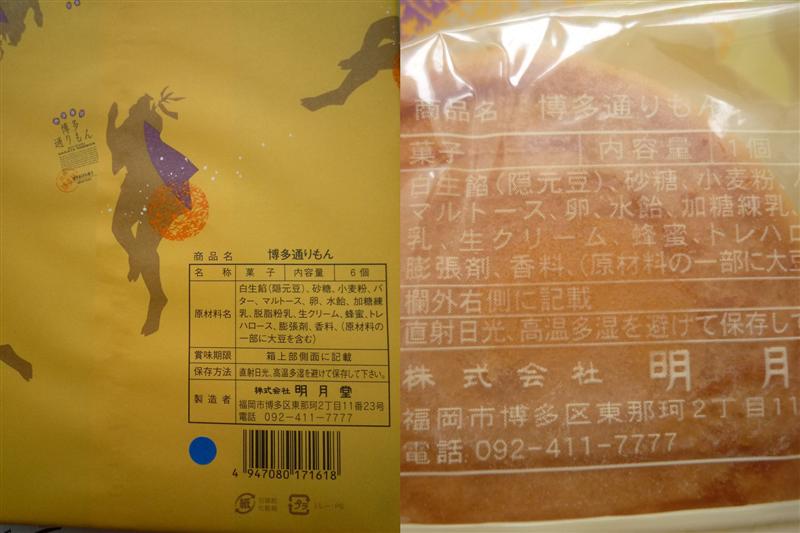 博多
通りもん
商品名 博多通りもん
名称 菓子 内容量 6個
原材料名 白生餡(隠元豆)、砂糖、小麦粉、バ
ター、マルトース、卵、水飴、加糖練
乳、脱脂粉乳、生クリーム、蜂蜜、トレ
ハロース、膨張剤、香料、(原材料の
一部に大豆を含む)
賞味期限 箱上部側面に記載
保存方法 直射日光、高温多湿を避けて保存して下さい。
製造者 株式会社 明月堂
福岡市博多区東那珂2丁目11番23号
電話 092-411-7777
4 947080 171618
紙
プラ
商品名 博多通りもん
菓子 内容量 1個
白生餡(隠元豆)、砂糖、小麦粉、
マルトース、卵、水飴、加糖練乳、
乳、生クリーム、蜂蜜、トレハロ
膨張剤、香料、(原材料の一部に大豆
欄外右側に記載
直射日光、高温多湿を避けて保存し
株式会社 明月
福岡市博多区東那珂2丁目11
電話 092-411-7777